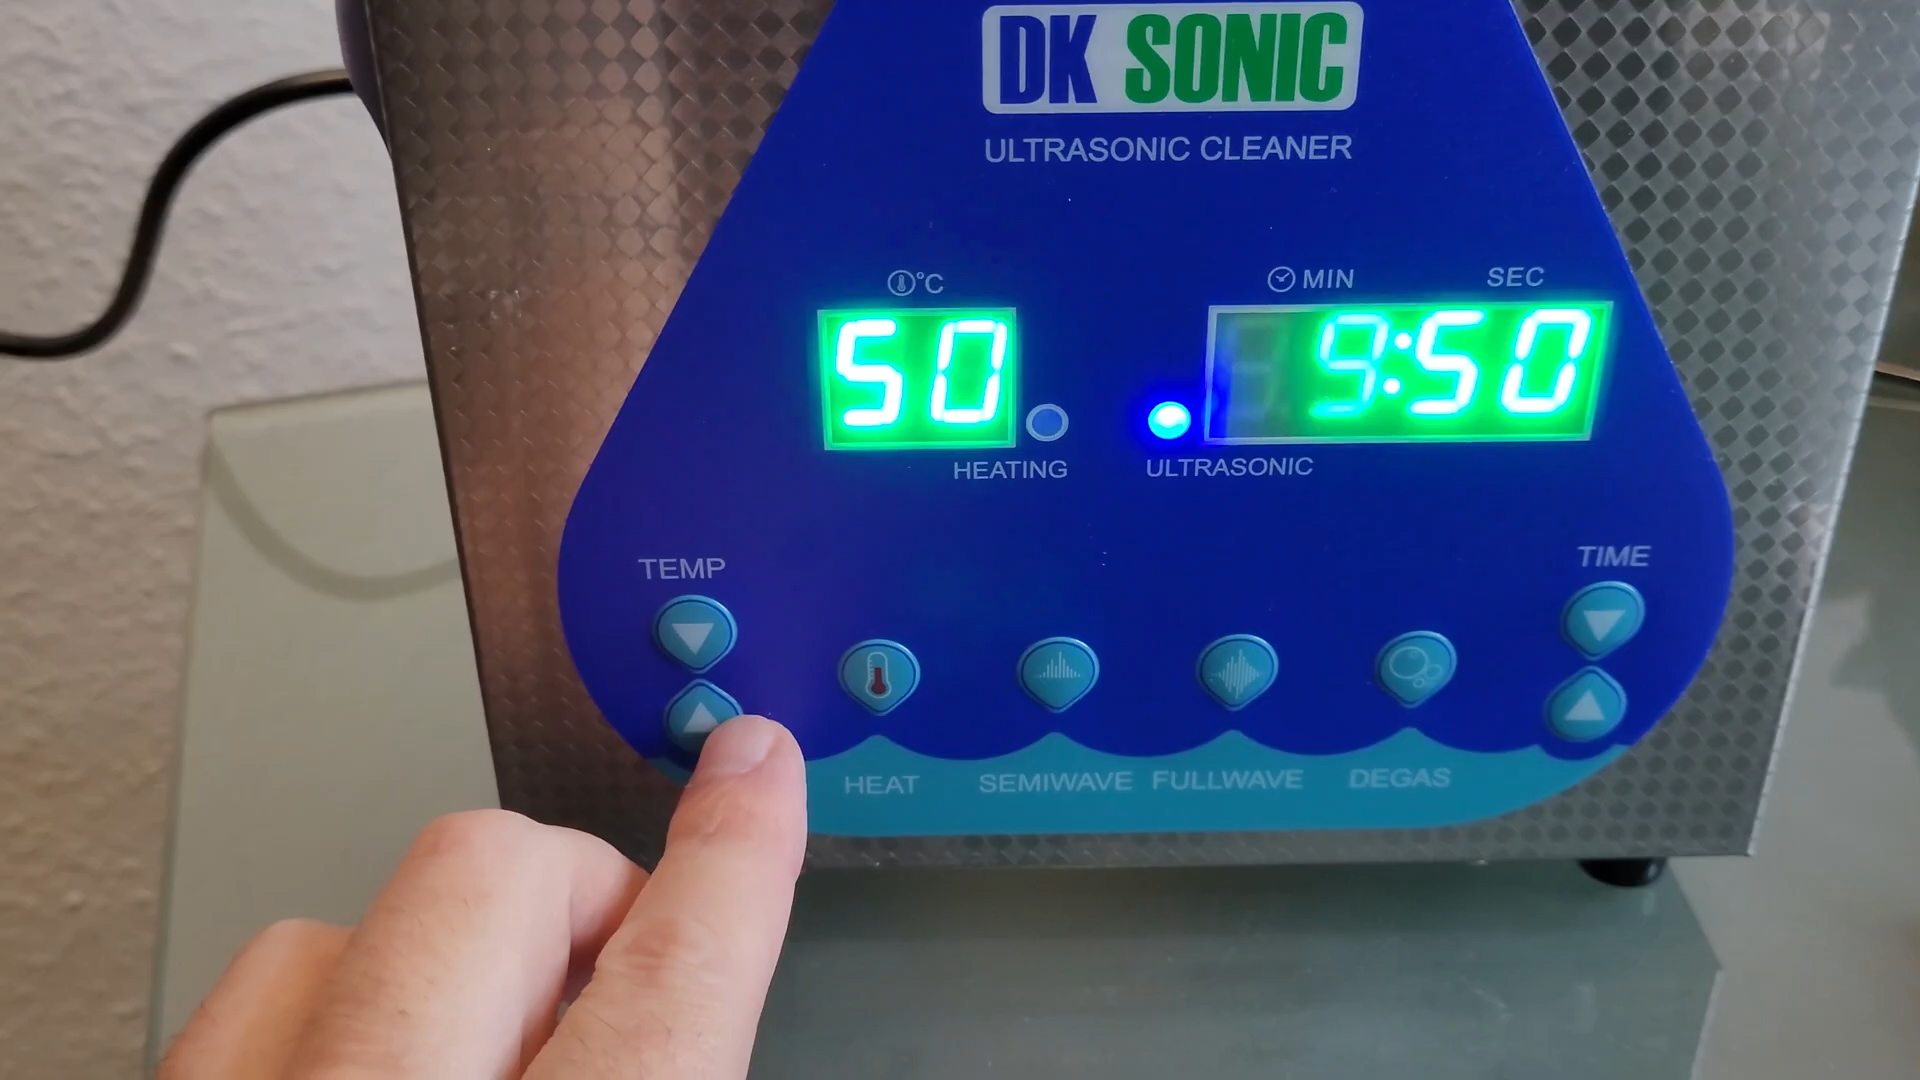 DK SONIC
ULTRASONIC CLEANER
°C
MIN SEC
50
9:50
HEATING
ULTRASONIC
TEMP
TIME
HEAT
SEMIWAVE
FULLWAVE
DEGAS